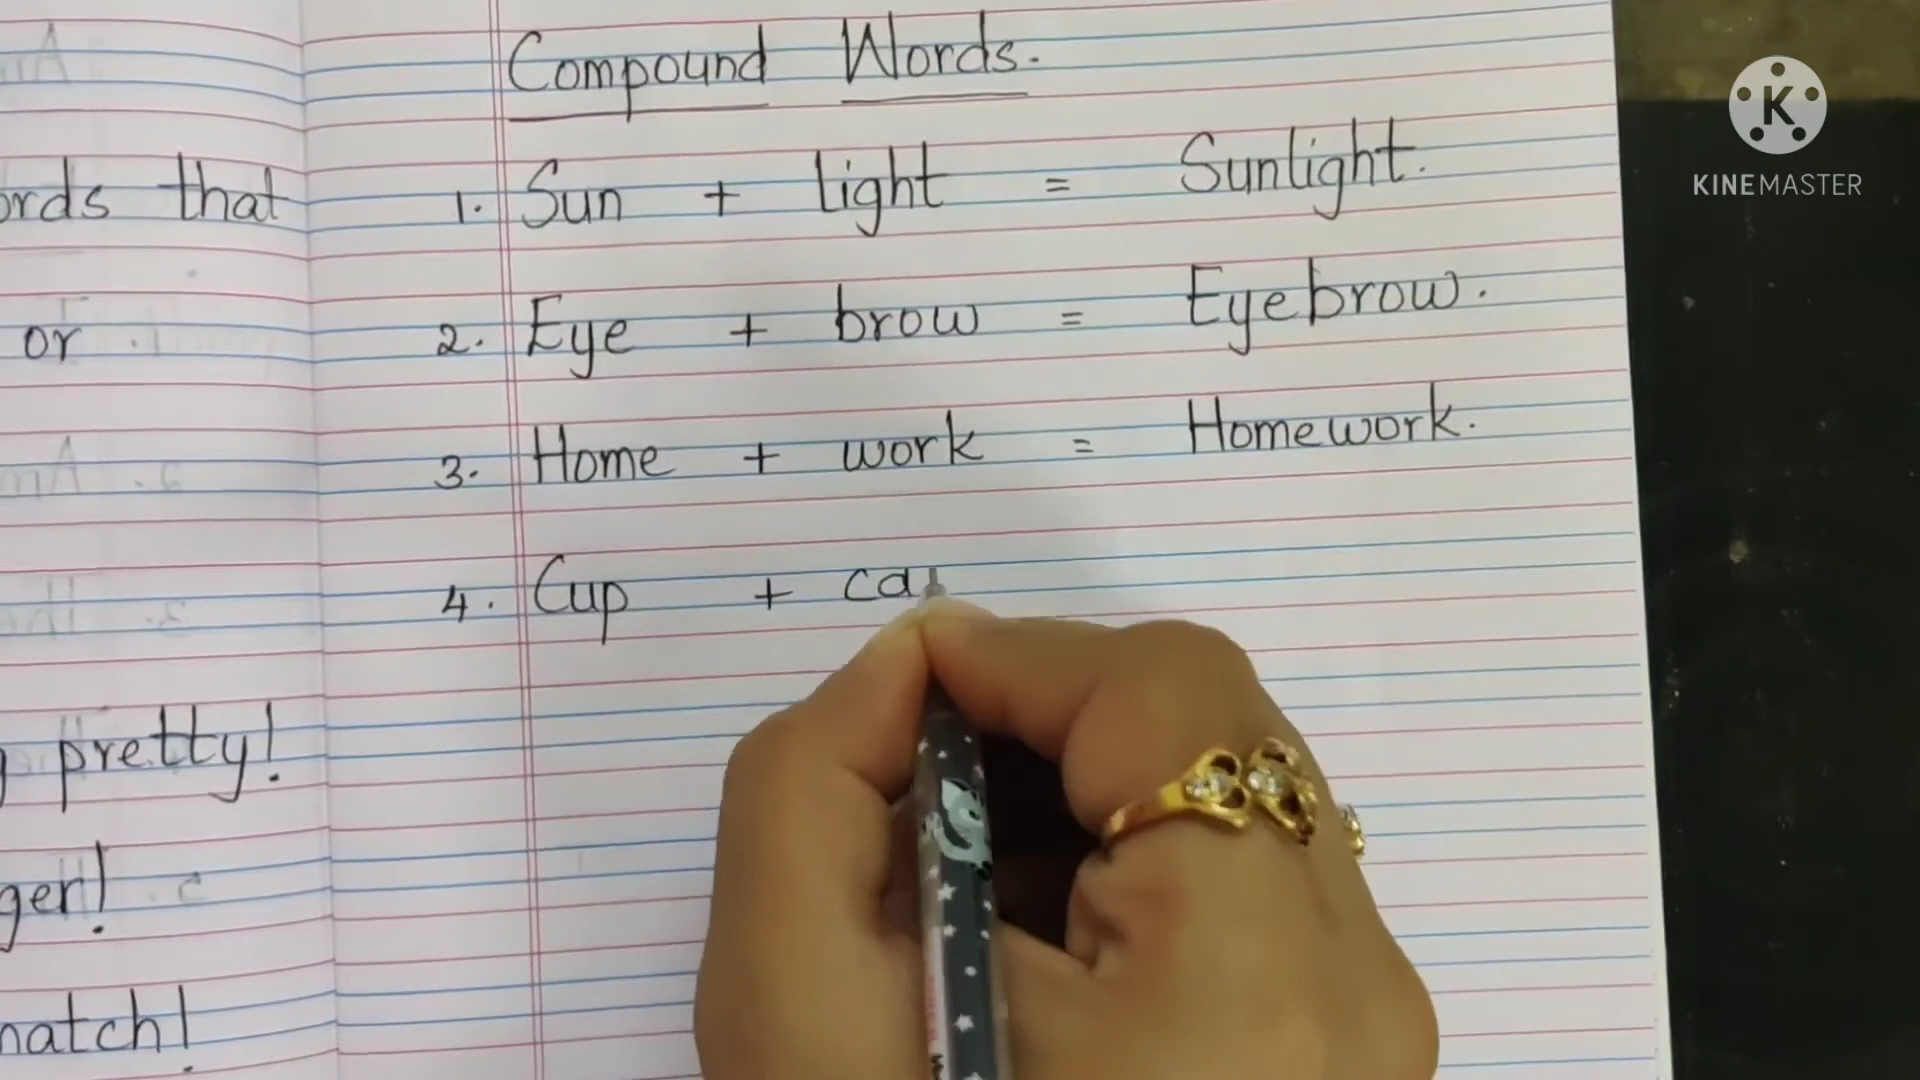 Compound Words.
ords that
1. Sun + light = Sunlight.
or
2. Eye + brow = Eyebrow.
3. Home + work = Homework.
4. Cup + ca
pretty!
ger!
natch!
KINEMASTER